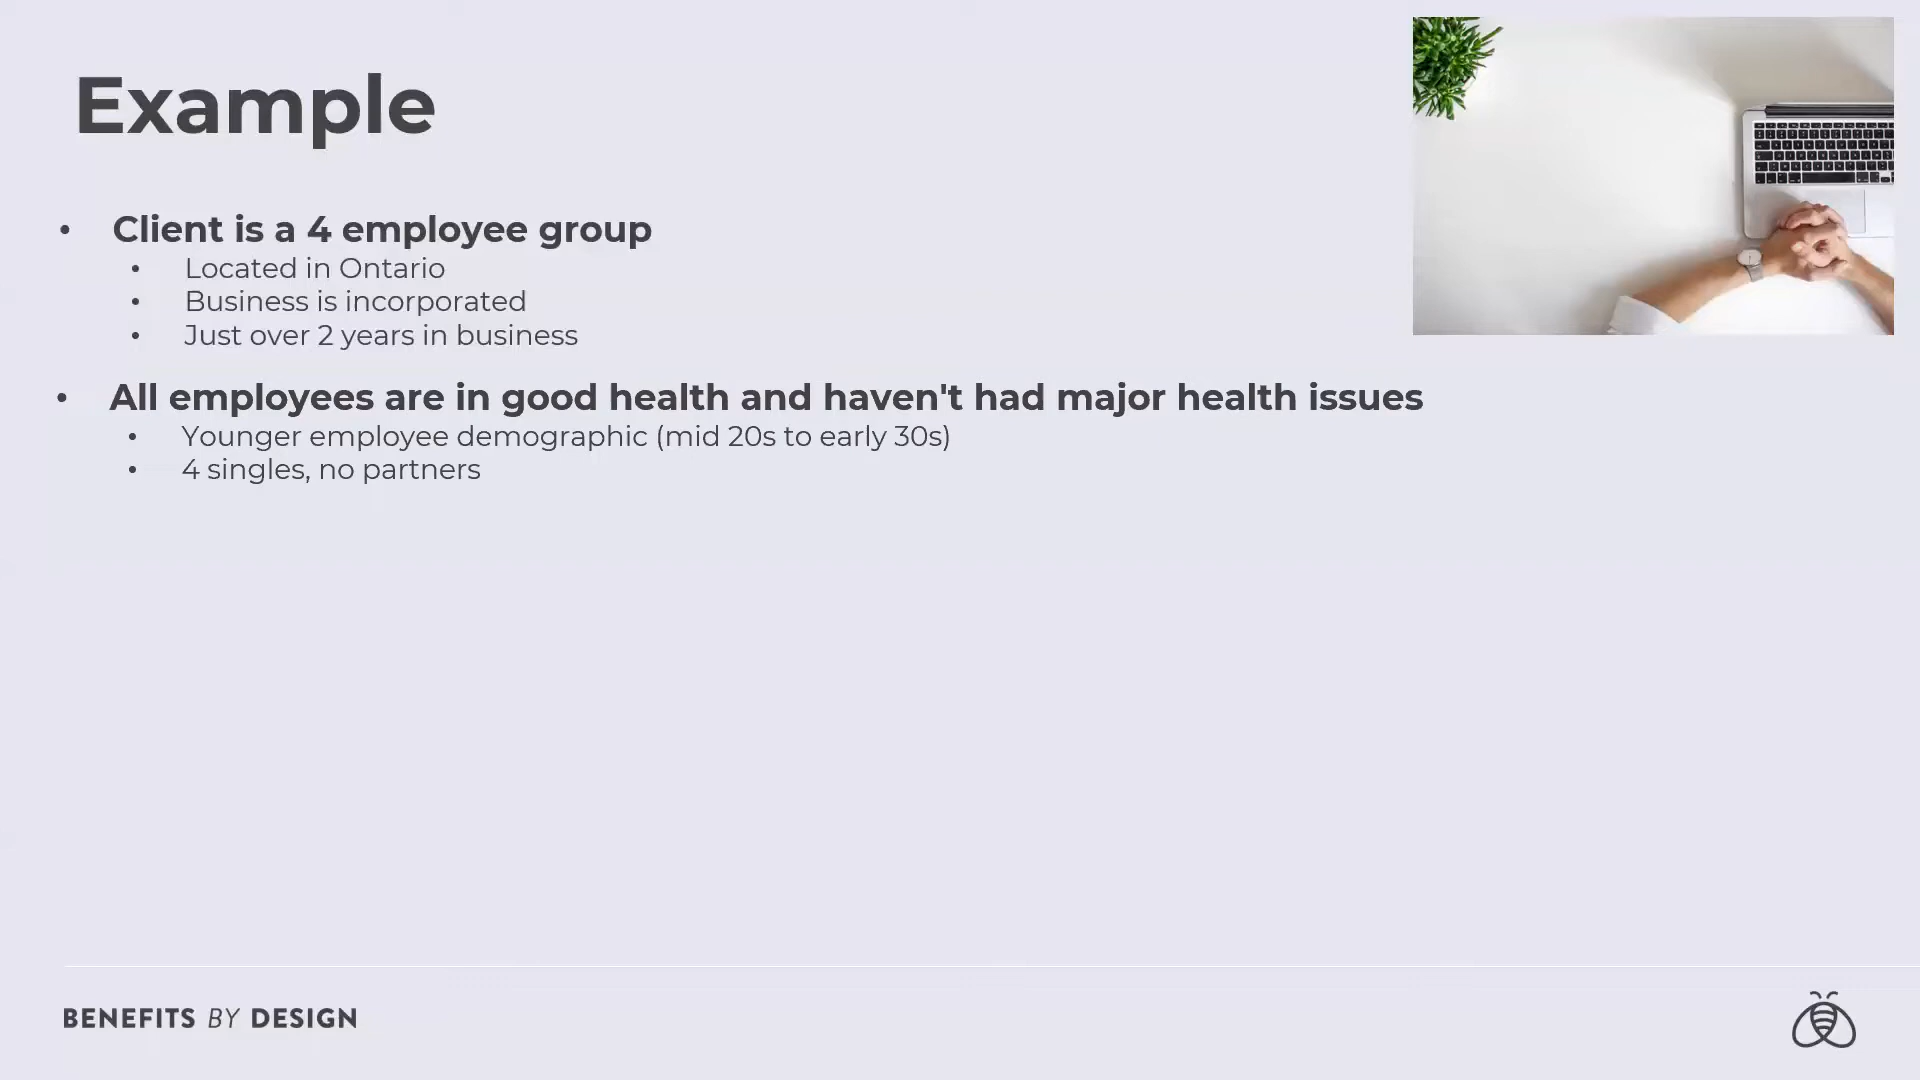 Example
• Client is a 4 employee group
• Located in Ontario
• Business is incorporated
• Just over 2 years in business
• All employees are in good health and haven't had major health issues
• Younger employee demographic (mid 20s to early 30s)
• 4 singles, no partners
BENEFITS BY DESIGN